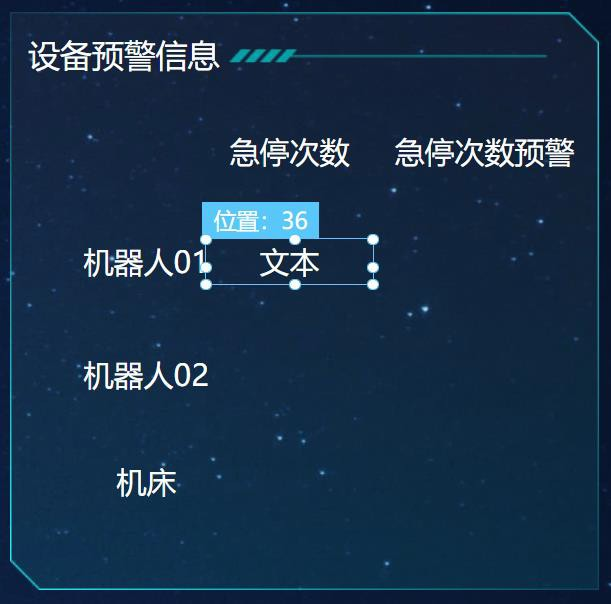 设备预警信息
急停次数 急停次数预警
位置：36
机器人01 文本
机器人02
机床